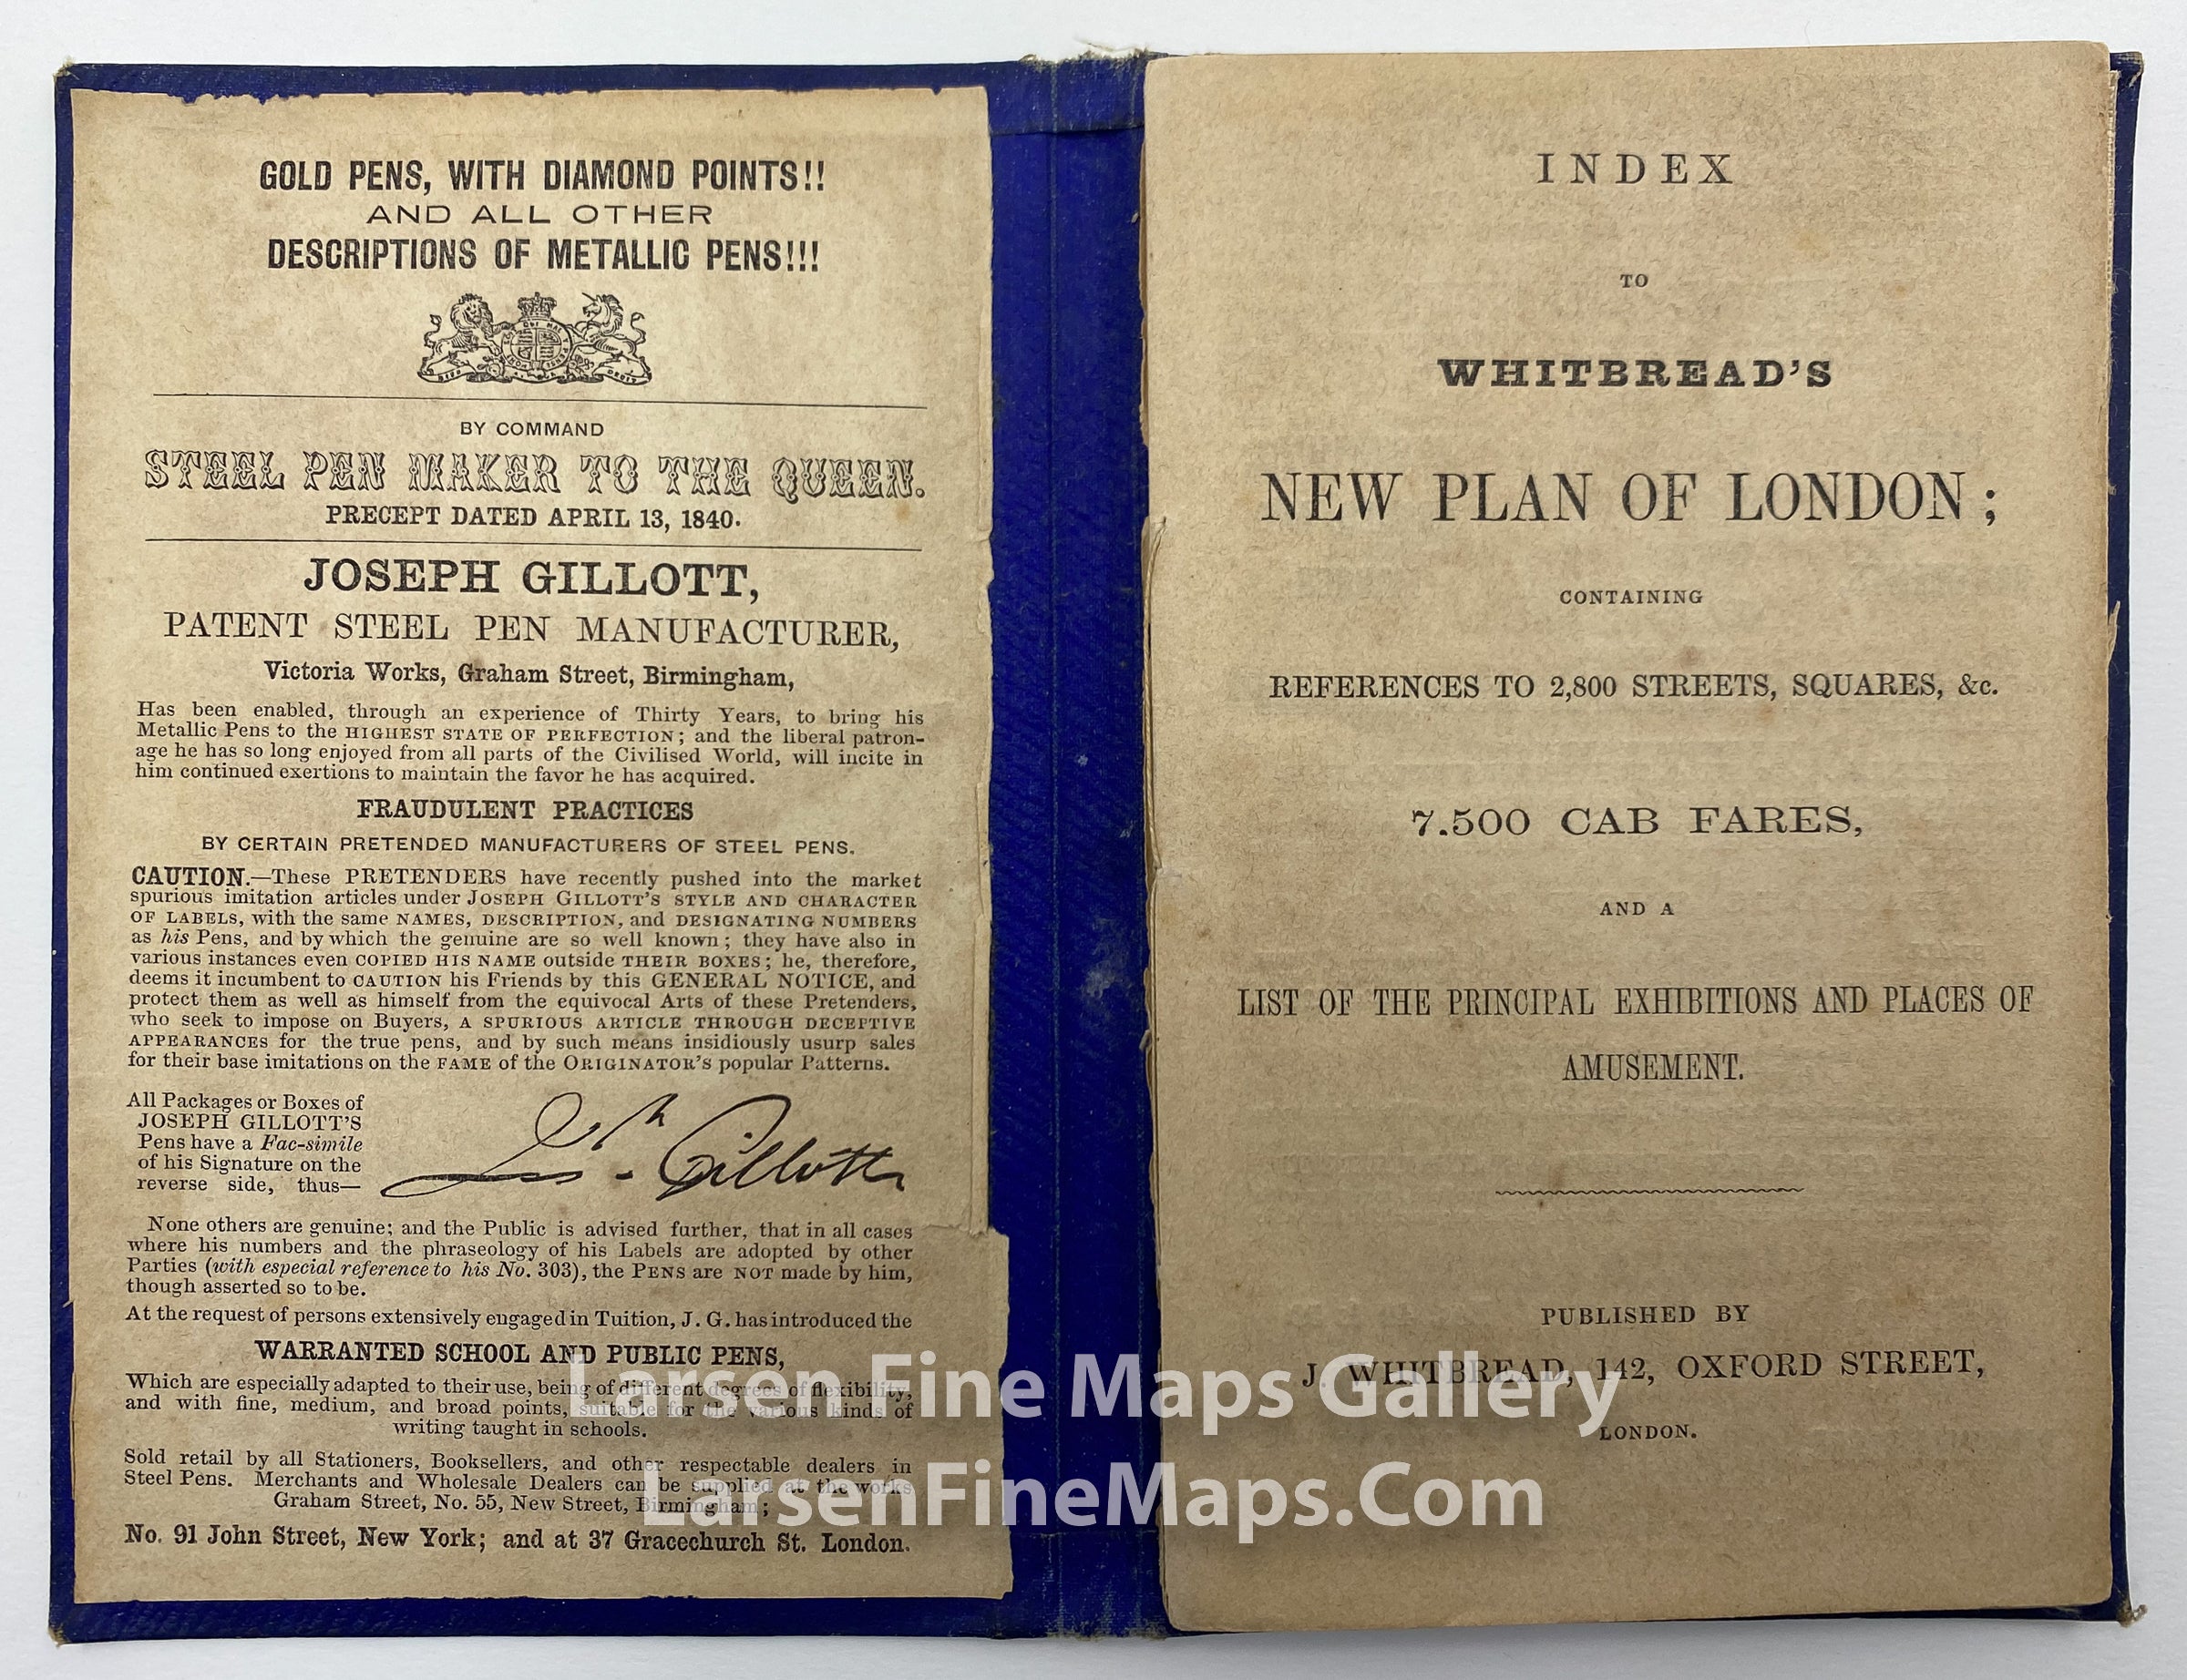 GOLD PENS, WITH DIAMOND POINTS!!
AND ALL OTHER
DESCRIPTIONS OF METALLIC PENS!!!
BY COMMAND
STEEL PEN MAKER TO THE QUEEN.
PRECEPT DATED APRIL 13, 1840.
JOSEPH GILLOTT,
PATENT STEEL PEN MANUFACTURER,
Victoria Works, Graham Street, Birmingham,
Has been enabled, through an experience of Thirty Years, to bring his
Metallic Pens to the HIGHEST STATE OF PERFECTION; and the liberal patron-
age he has so long enjoyed from all parts of the Civilised World, will incite in
him continued exertions to maintain the favor he has acquired.
FRAUDULENT PRACTICES
BY CERTAIN PRETENDED MANUFACTURERS OF STEEL PENS.
CAUTION.—These PRETENDERS have recently pushed into the market
spurious imitation articles under JOSEPH GILLOTT'S STYLE AND CHARACTER
OF LABELS, with the same NAMES, DESCRIPTION, and DESIGNATING NUMBERS
as his Pens, and by which the genuine are so well known; they have also in
various instances even COPIED HIS NAME outside THEIR BOXES; he, therefore,
deems it incumbent to CAUTION his Friends by this GENERAL NOTICE, and
protect them as well as himself from the equivocal Arts of these Pretenders,
who seek to impose on Buyers, A SPURIOUS ARTICLE THROUGH DECEPTIVE
APPEARANCES for the true pens, and by such means insidiously usurp sales
for their base imitations on the FAME of the ORIGINATOR'S popular Patterns.
All Packages or Boxes of
JOSEPH GILLOTT'S
Pens have a Fac-simile
of his Signature on the
reverse side, thus—
Jos. Gillott
None others are genuine; and the Public is advised further, that in all cases
where his numbers and the phraseology of his Labels are adopted by other
Parties (with especial reference to his No. 303), the PENS are NOT made by him,
though asserted so to be.
At the request of persons extensively engaged in Tuition, J. G. has introduced the
WARRANTED SCHOOL AND PUBLIC PENS,
Which are especially adapted to their use, being of different degrees of flexibility,
and with fine, medium, and broad points, suitable for the various kinds of
writing taught in schools.
Sold retail by all Stationers, Booksellers, and other respectable dealers in
Steel Pens. Merchants and Wholesale Dealers can be supplied at the works
Graham Street, No. 55, New Street, Birmingham;
No. 91 John Street, New York; and at 37 Gracechurch St. London.
INDEX
TO
WHITBREAD'S
NEW PLAN OF LONDON;
CONTAINING
REFERENCES TO 2,800 STREETS, SQUARES, &c.
7.500 CAB FARES,
AND A
LIST OF THE PRINCIPAL EXHIBITIONS AND PLACES OF
AMUSEMENT.
PUBLISHED BY
J. WHITBREAD, 142, OXFORD STREET,
LONDON.
Larsen Fine Maps Gallery
LarsenFineMaps.Com